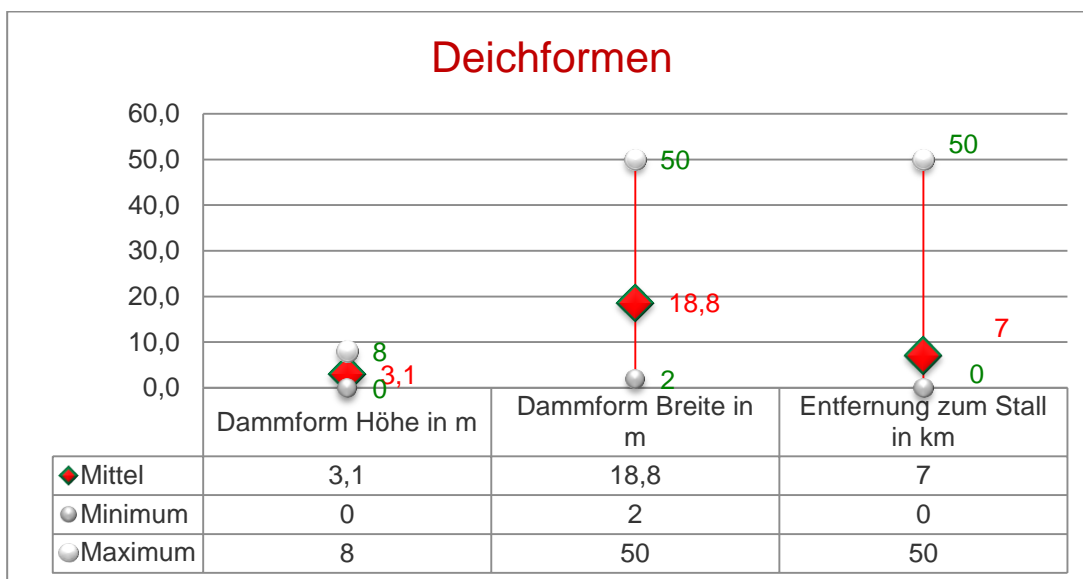 Deichformen
60,0
50,0
40,0
30,0
20,0
10,0
0,0
8
3,1
0
50
18,8
2
50
7
0
Dammform Höhe in m
Dammform Breite in
m
Entfernung zum Stall
in km
Mittel 3,1 18,8 7
Minimum 0 2 0
Maximum 8 50 50